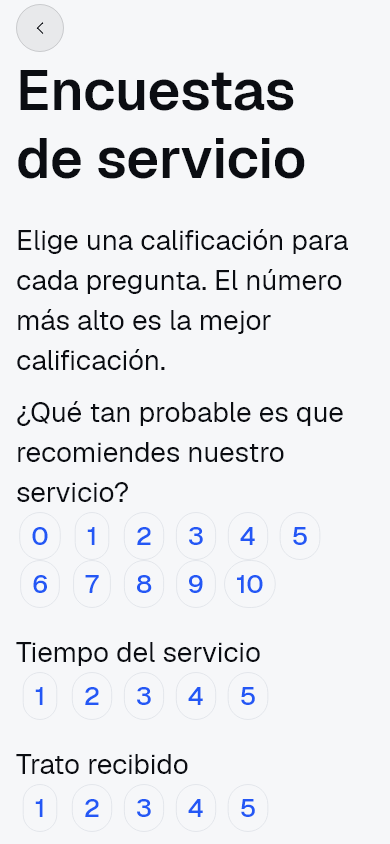 Encuestas
de servicio
Elige una calificación para
cada pregunta. El número
más alto es la mejor
calificación.
¿Qué tan probable es que
recomiendes nuestro
servicio?
0 1 2 3 4 5
6 7 8 9 10
Tiempo del servicio
1 2 3 4 5
Trato recibido
1 2 3 4 5